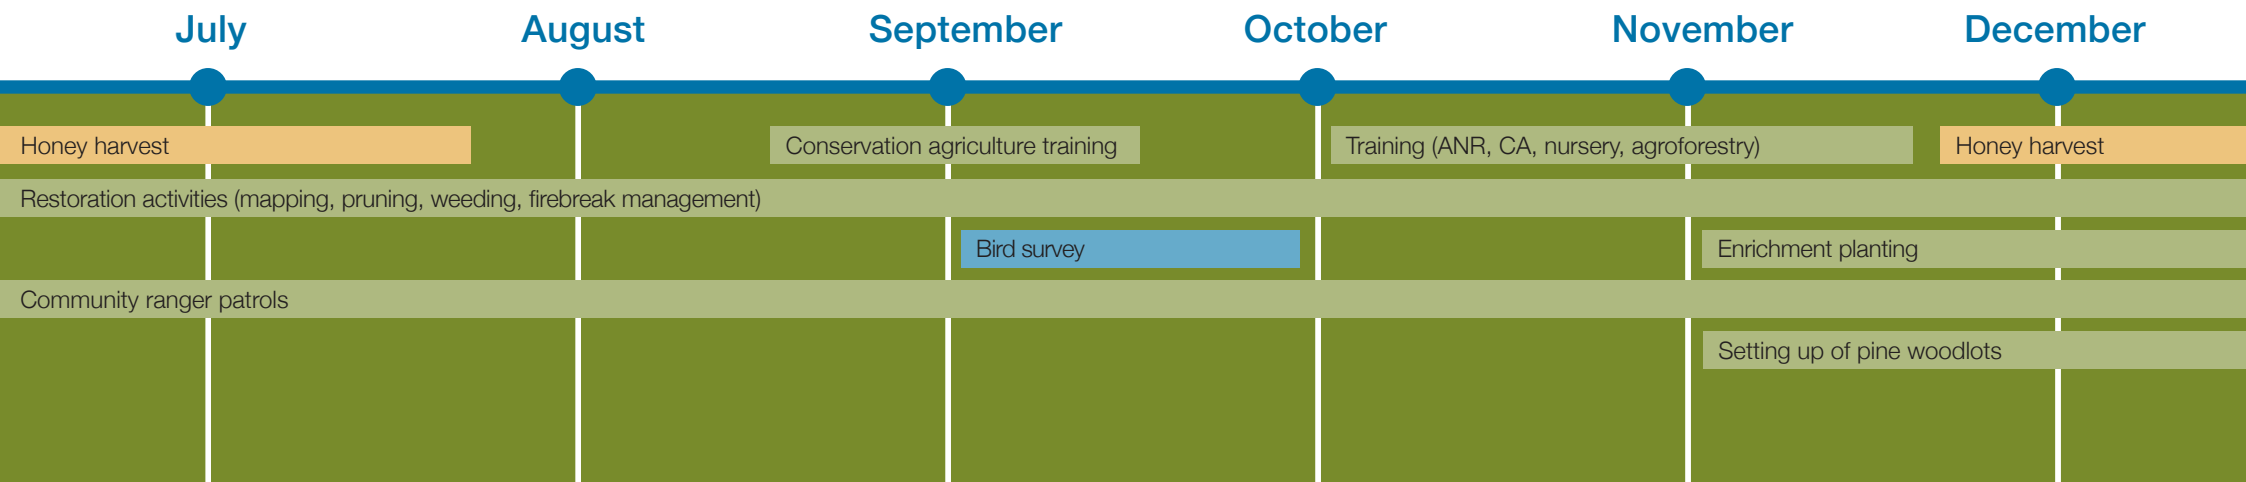 July
August
September
October
November
December
Honey harvest
Conservation agriculture training
Training (ANR, CA, nursery, agroforestry)
Honey harvest
Restoration activities (mapping, pruning, weeding, firebreak management)
Bird survey
Enrichment planting
Community ranger patrols
Setting up of pine woodlots